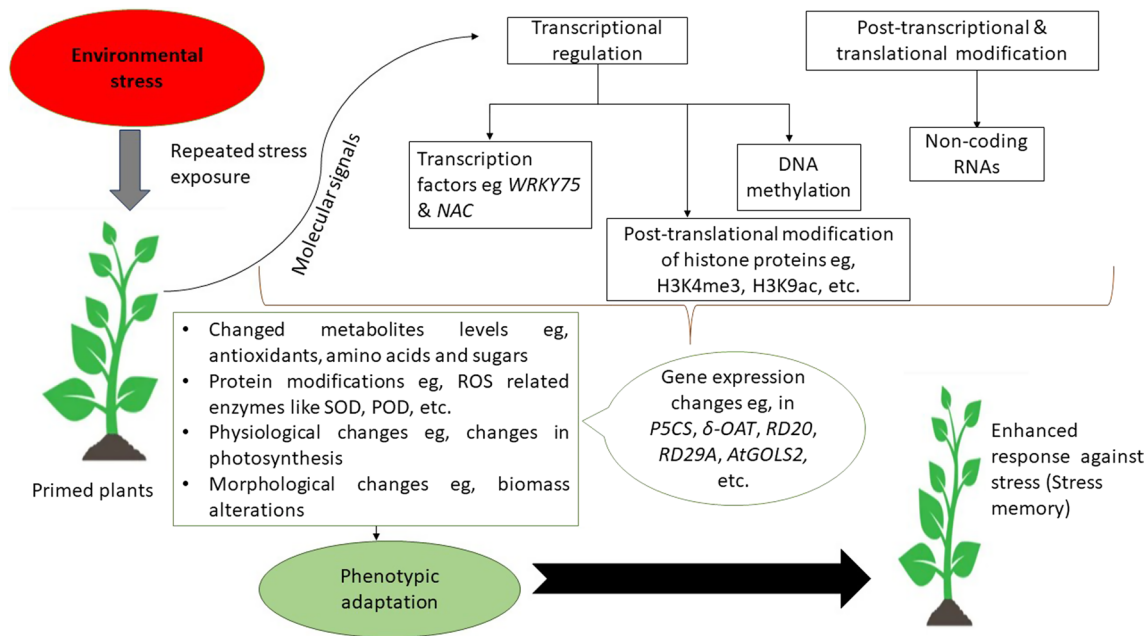 Environmental
stress
Repeated stress
exposure
Primed plants
Molecular signals
Transcriptional
regulation
Post-transcriptional &
translational modification
Transcription
factors eg WRKY75
& NAC
DNA
methylation
Non-coding
RNAs
Post-translational modification
of histone proteins eg,
H3K4me3, H3K9ac, etc.
• Changed metabolites levels eg,
antioxidants, amino acids and sugars
• Protein modifications eg, ROS related
enzymes like SOD, POD, etc.
• Physiological changes eg, changes in
photosynthesis
• Morphological changes eg, biomass
alterations
Gene expression
changes eg, in
P5CS, δ-OAT, RD20,
RD29A, AtGOLS2,
etc.
Phenotypic
adaptation
Enhanced
response against
stress (Stress
memory)